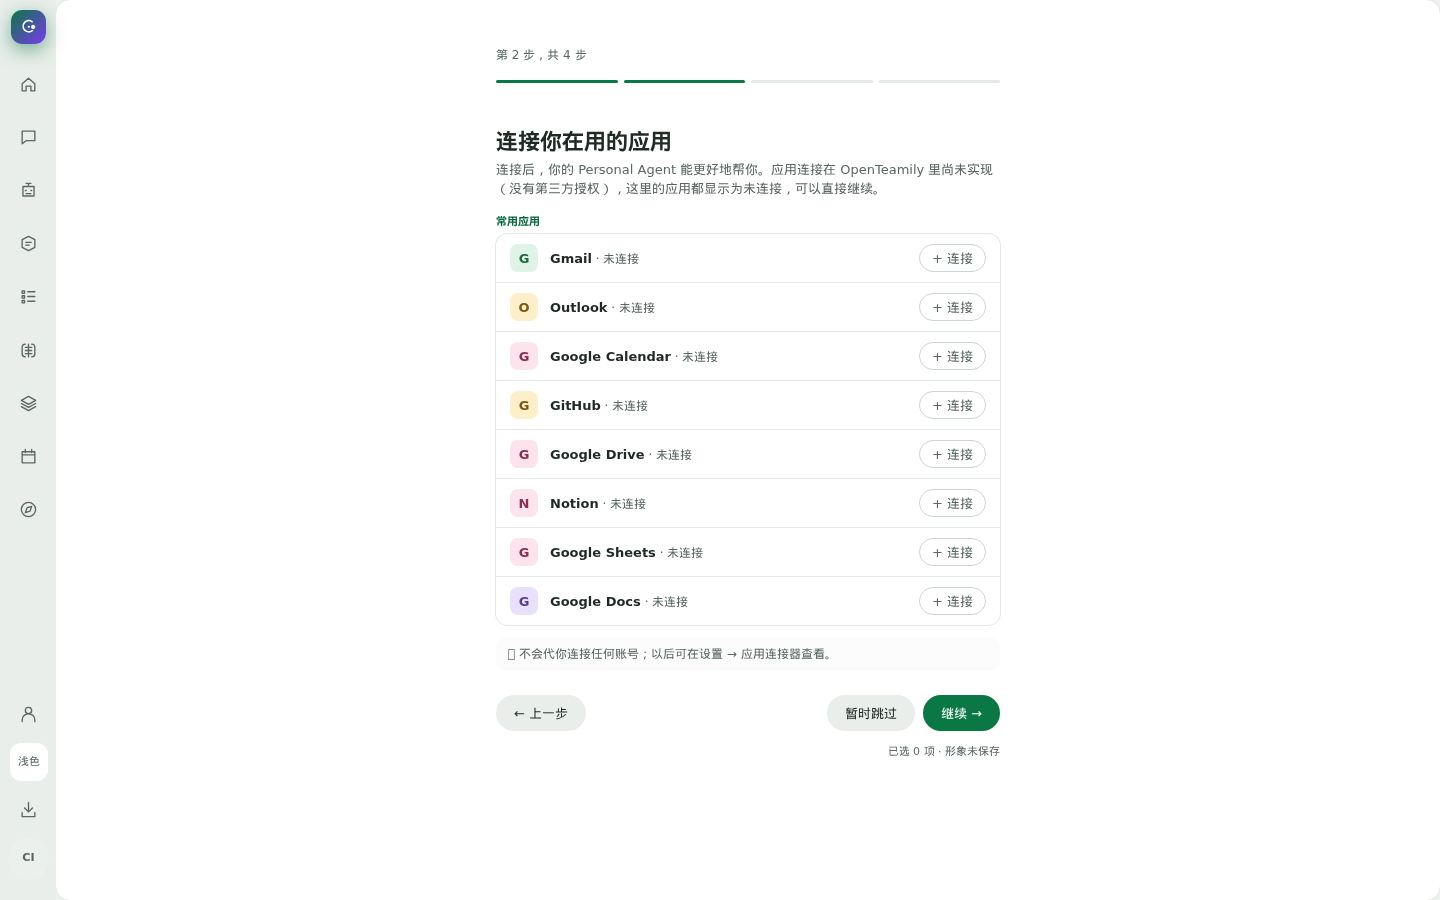 第 2 步，共 4 步
连接你在用的应用
连接后，你的 Personal Agent 能更好地帮你。应用连接在 OpenTeamily 里尚未实现
（没有第三方授权），这里的应用都显示为未连接，可以直接继续。
常用应用
G Gmail · 未连接 + 连接
O Outlook · 未连接 + 连接
G Google Calendar · 未连接 + 连接
G GitHub · 未连接 + 连接
G Google Drive · 未连接 + 连接
N Notion · 未连接 + 连接
G Google Sheets · 未连接 + 连接
G Google Docs · 未连接 + 连接
不会代你连接任何账号；以后可在设置 → 应用连接器查看。
← 上一步 暂时跳过 继续 →
已选 0 项 · 形象未保存
浅色
CI